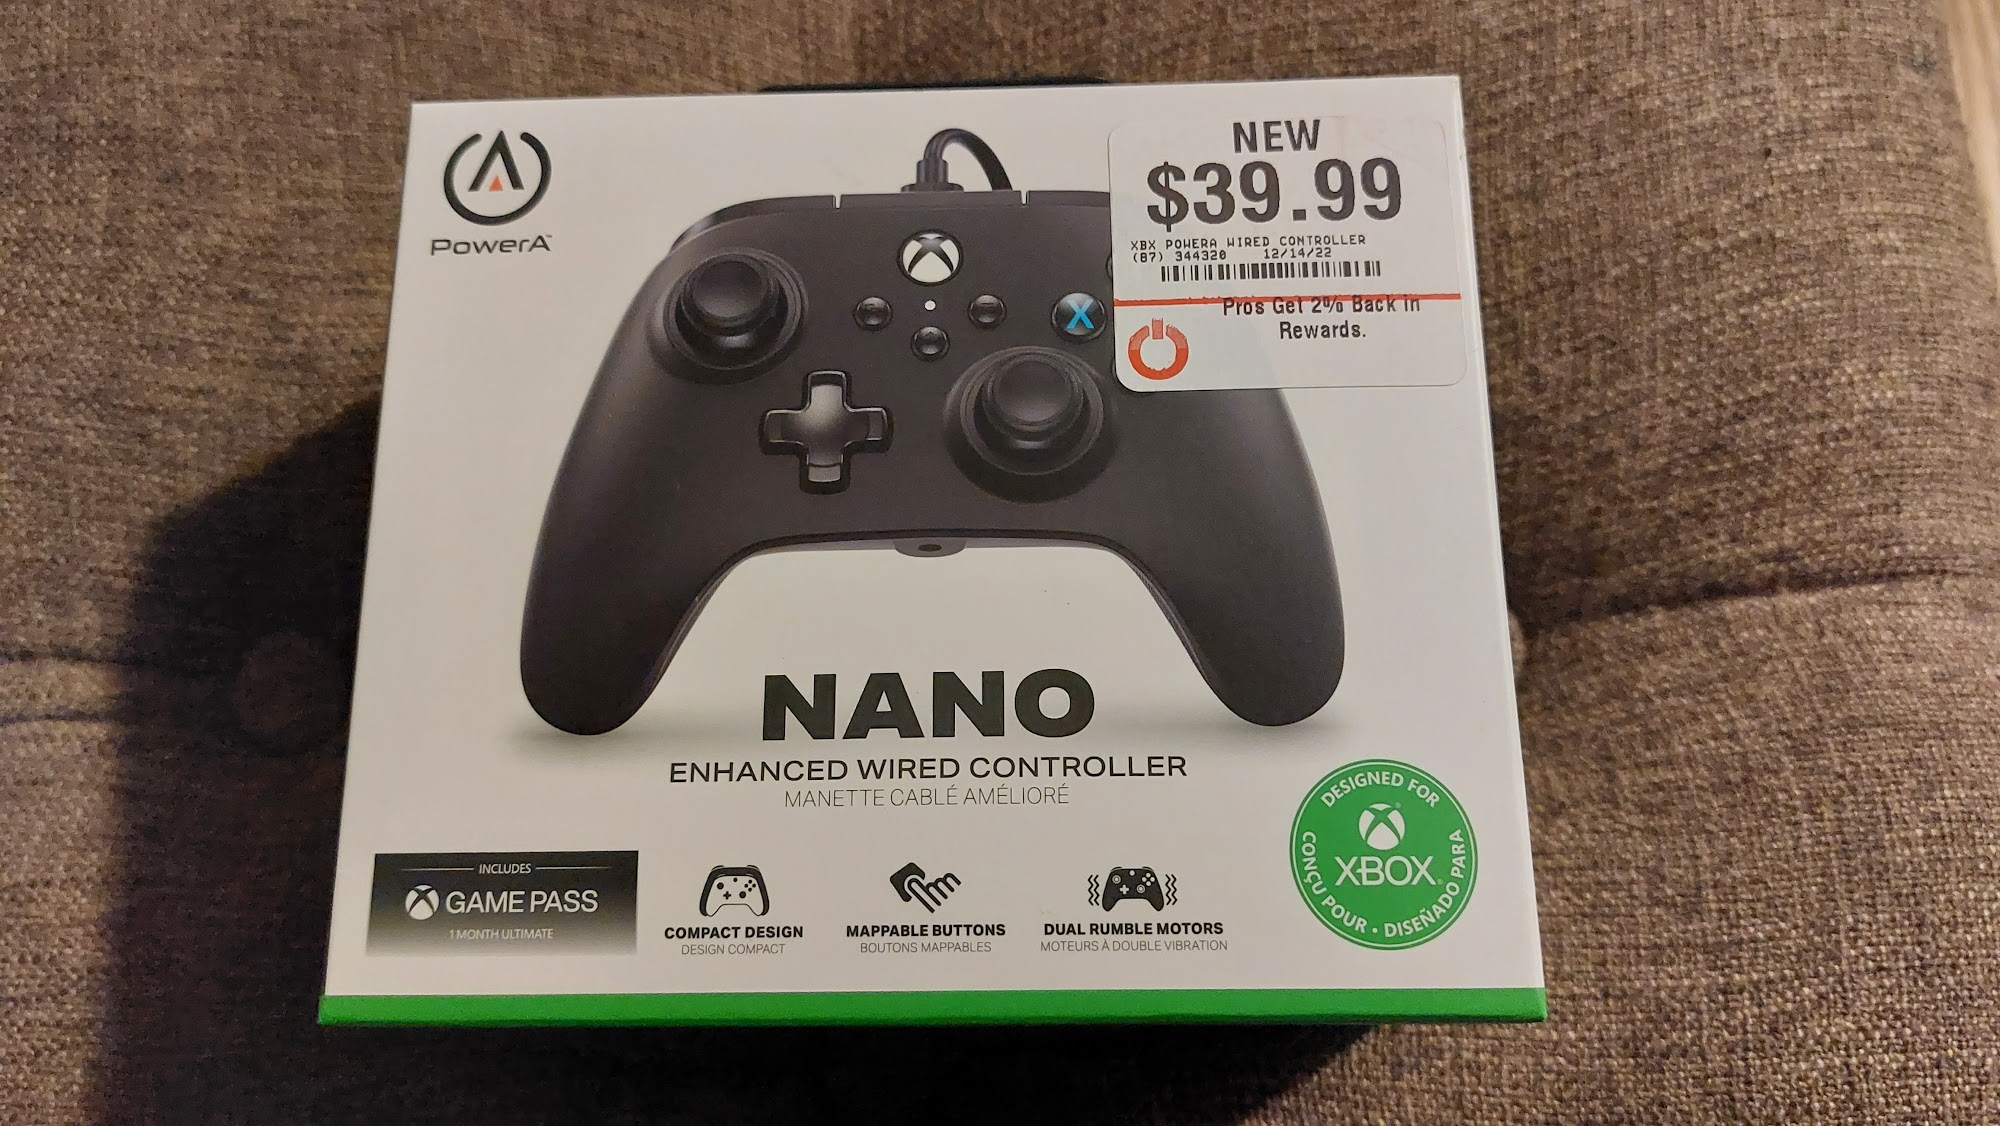 PowerA™
NEW
$39.99
XBX POWERA WIRED CONTROLLER
(87) 344320 12/14/22
Pros Get 2% Back in
Rewards.
X
NANO
ENHANCED WIRED CONTROLLER
MANETTE CABLÉ AMÉLIORÉ
INCLUDES
GAME PASS
1 MONTH ULTIMATE
COMPACT DESIGN
DESIGN COMPACT
MAPPABLE BUTTONS
BOUTONS MAPPABLES
DUAL RUMBLE MOTORS
MOTEURS À DOUBLE VIBRATION
DESIGNED FOR
XBOX
CONÇU POUR • DISEÑADO PARA